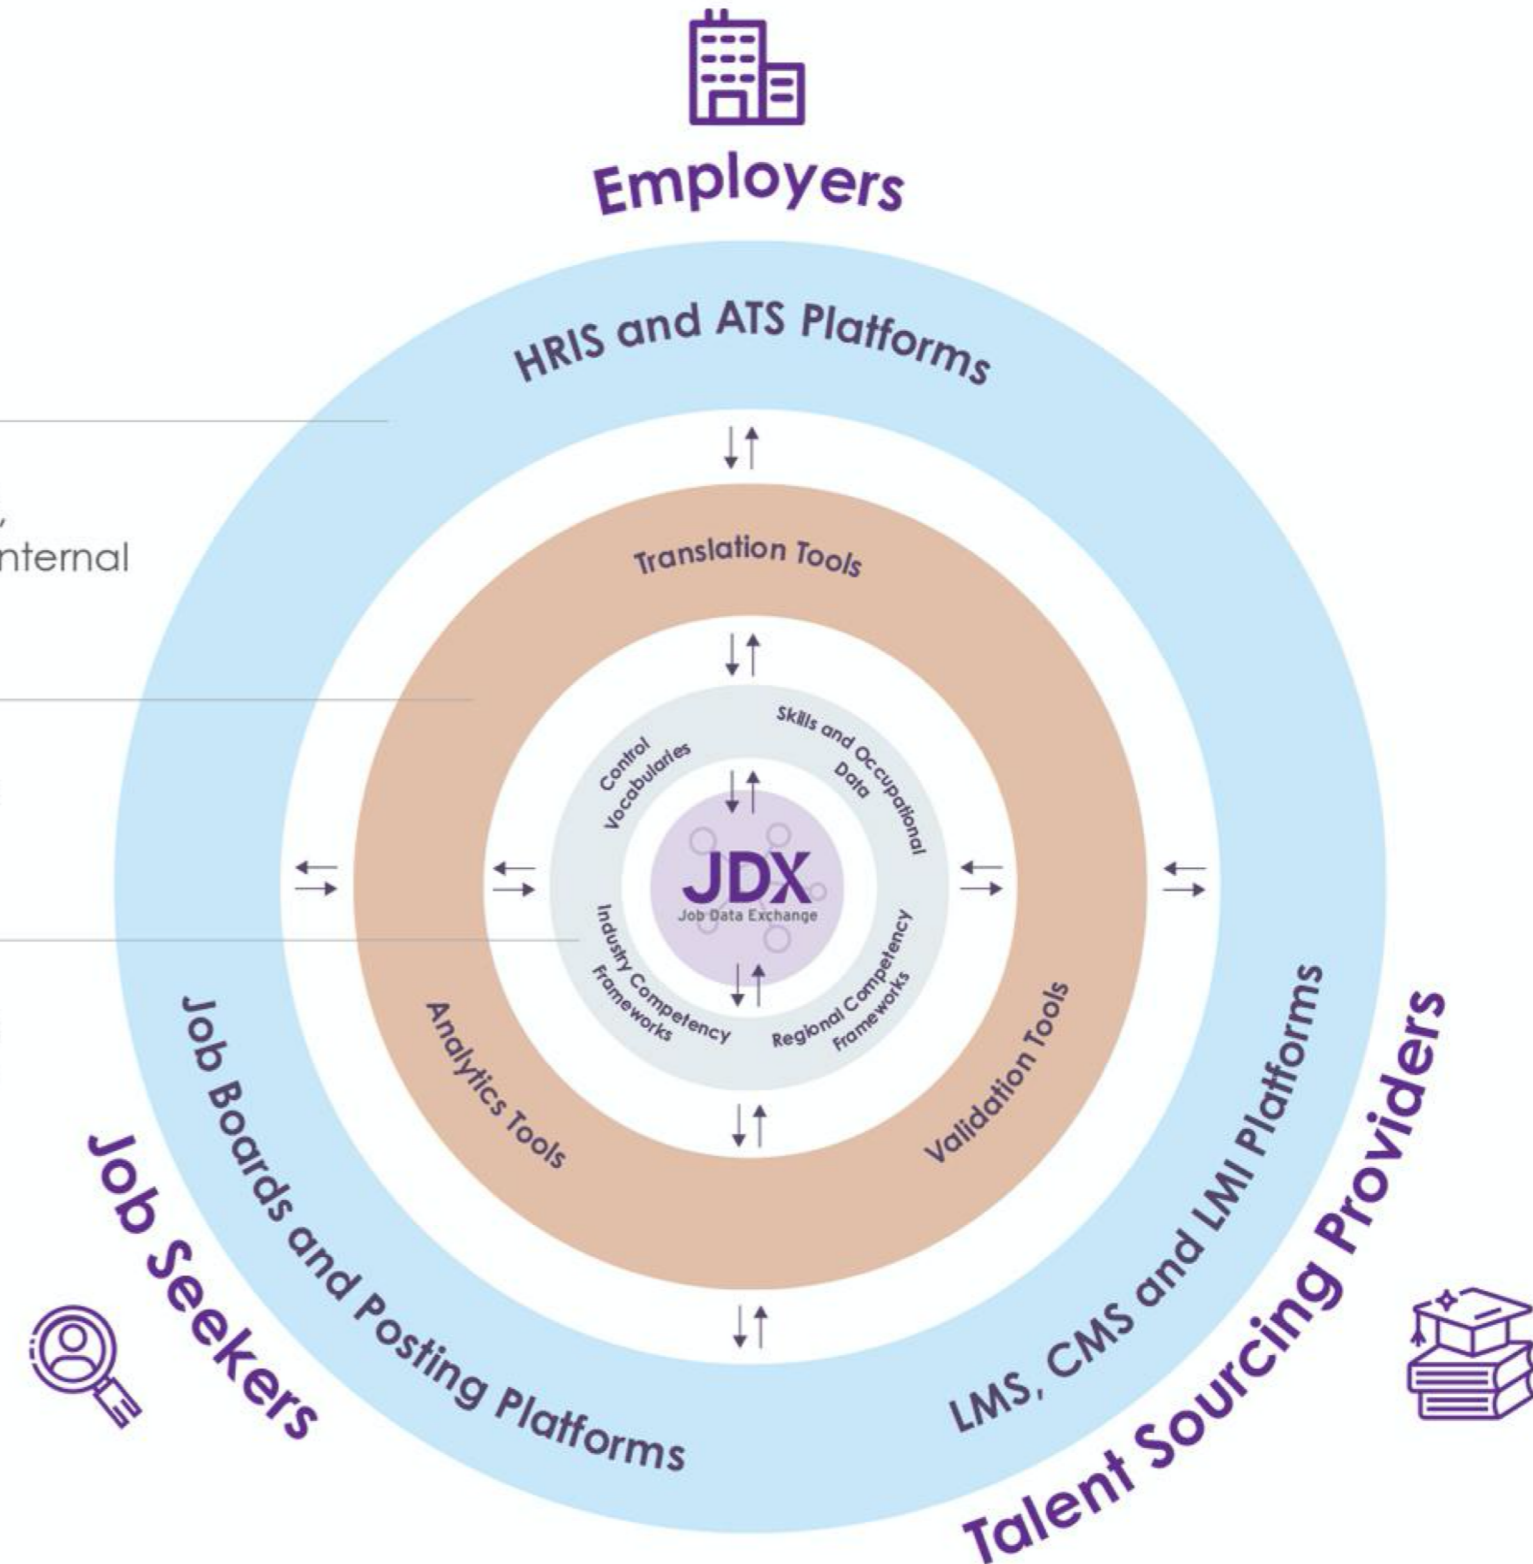 Employers
HRIS and ATS Platforms
Translation Tools
Control
Vocabularies
Skills and Occupational
Data
JDX
Job Data Exchange
Industry Competency
Frameworks
Regional Competency
Frameworks
Analytics Tools
Validation Tools
Job Boards and Posting Platforms
LMS, CMS and LMI Platforms
Job Seekers
Talent Sourcing Providers